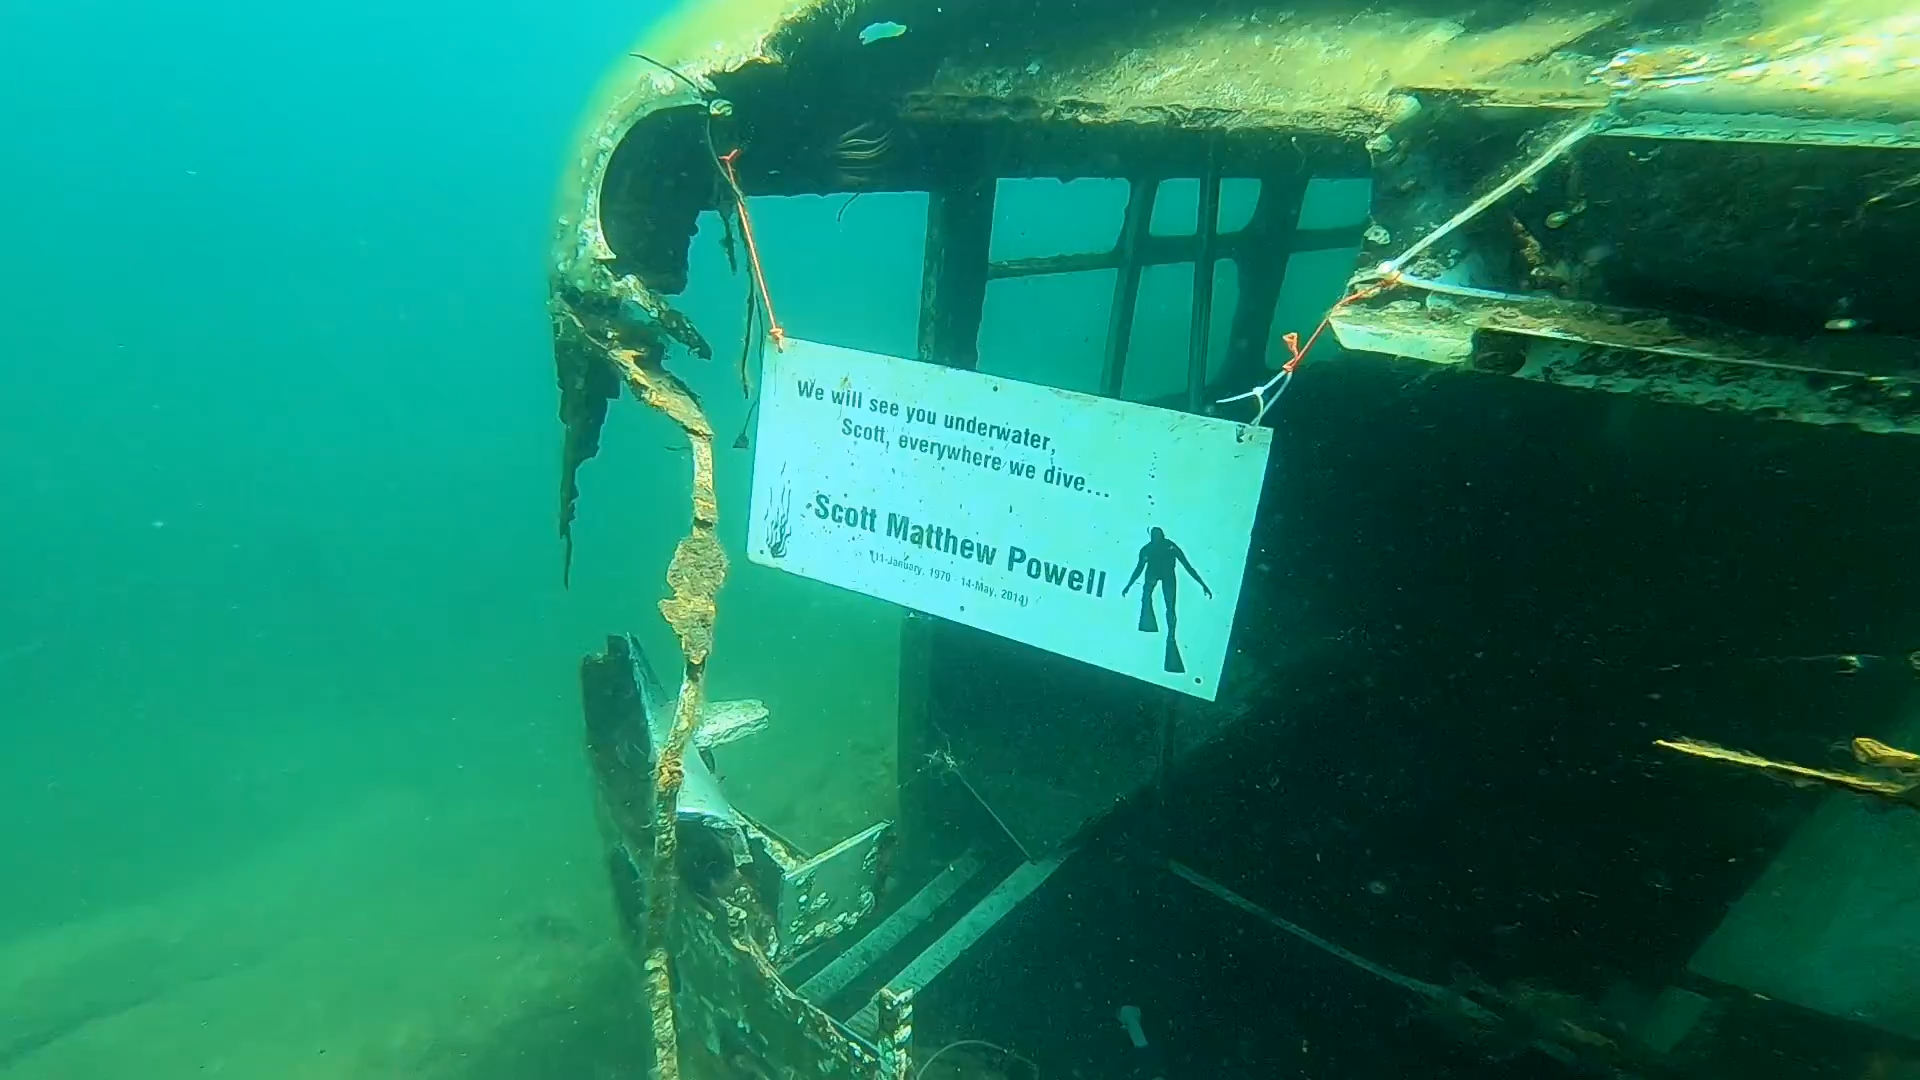 We will see you underwater,
Scott, everywhere we dive...
Scott Matthew Powell
(11-January, 1970 - 14-May, 2014)